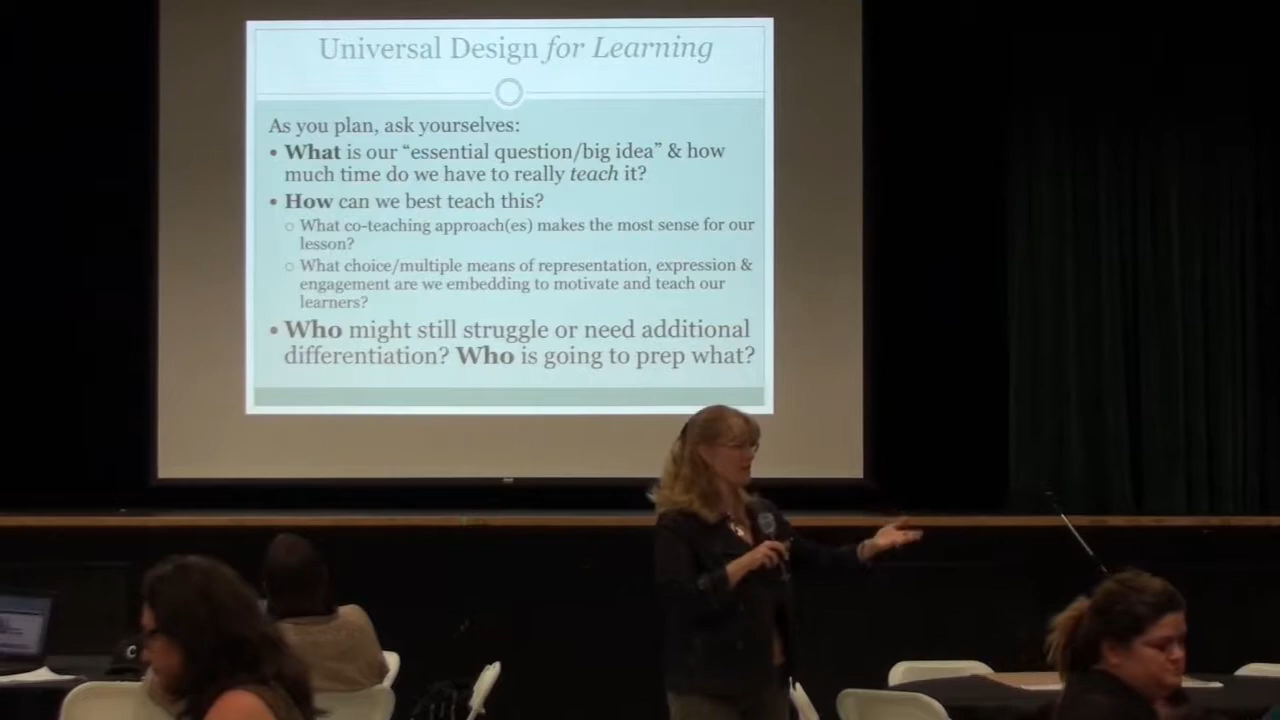 Universal Design for Learning
As you plan, ask yourselves:
• What is our “essential question/big idea” & how
much time do we have to really teach it?
• How can we best teach this?
○ What co-teaching approach(es) makes the most sense for our
lesson?
○ What choice/multiple means of representation, expression &
engagement are we embedding to motivate and teach our
learners?
• Who might still struggle or need additional
differentiation? Who is going to prep what?